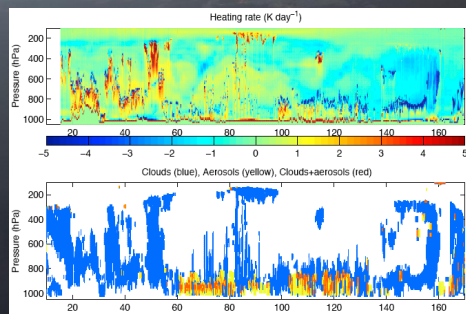 Heating rate (K day⁻¹)
Pressure (hPa)
200
400
600
800
1000
20 40 60 80 100 120 140 160
−5 −4 −3 −2 −1 0 1 2 3 4 5
Clouds (blue), Aerosols (yellow), Clouds+aerosols (red)
Pressure (hPa)
200
400
600
800
1000
20 40 60 80 100 120 140 160